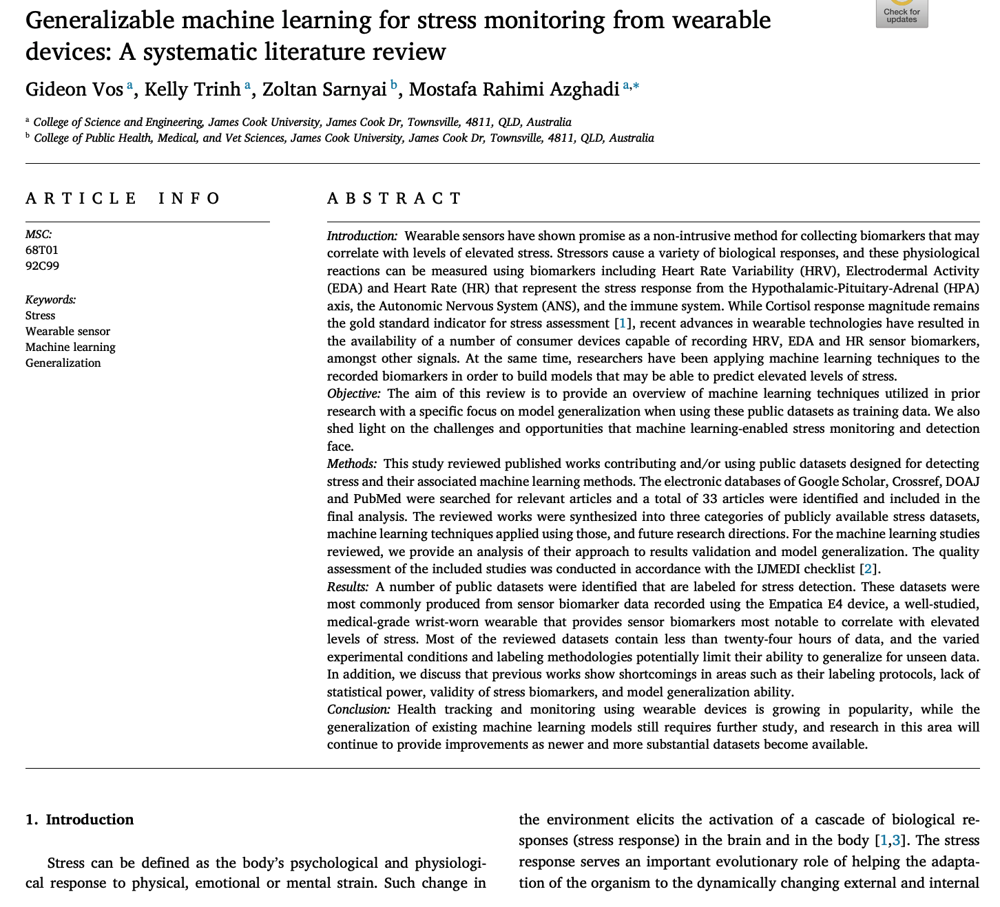 Check for
updates
Generalizable machine learning for stress monitoring from wearable
devices: A systematic literature review
Gideon Vos a, Kelly Trinh a, Zoltan Sarnyai b, Mostafa Rahimi Azghadi a,*
a College of Science and Engineering, James Cook University, James Cook Dr, Townsville, 4811, QLD, Australia
b College of Public Health, Medical, and Vet Sciences, James Cook University, James Cook Dr, Townsville, 4811, QLD, Australia
ARTICLE INFO
MSC:
68T01
92C99
Keywords:
Stress
Wearable sensor
Machine learning
Generalization
ABSTRACT
Introduction: Wearable sensors have shown promise as a non-intrusive method for collecting biomarkers that may
correlate with levels of elevated stress. Stressors cause a variety of biological responses, and these physiological
reactions can be measured using biomarkers including Heart Rate Variability (HRV), Electrodermal Activity
(EDA) and Heart Rate (HR) that represent the stress response from the Hypothalamic-Pituitary-Adrenal (HPA)
axis, the Autonomic Nervous System (ANS), and the immune system. While Cortisol response magnitude remains
the gold standard indicator for stress assessment [1], recent advances in wearable technologies have resulted in
the availability of a number of consumer devices capable of recording HRV, EDA and HR sensor biomarkers,
amongst other signals. At the same time, researchers have been applying machine learning techniques to the
recorded biomarkers in order to build models that may be able to predict elevated levels of stress.
Objective: The aim of this review is to provide an overview of machine learning techniques utilized in prior
research with a specific focus on model generalization when using these public datasets as training data. We also
shed light on the challenges and opportunities that machine learning-enabled stress monitoring and detection
face.
Methods: This study reviewed published works contributing and/or using public datasets designed for detecting
stress and their associated machine learning methods. The electronic databases of Google Scholar, Crossref, DOAJ
and PubMed were searched for relevant articles and a total of 33 articles were identified and included in the
final analysis. The reviewed works were synthesized into three categories of publicly available stress datasets,
machine learning techniques applied using those, and future research directions. For the machine learning studies
reviewed, we provide an analysis of their approach to results validation and model generalization. The quality
assessment of the included studies was conducted in accordance with the IJMEDI checklist [2].
Results: A number of public datasets were identified that are labeled for stress detection. These datasets were
most commonly produced from sensor biomarker data recorded using the Empatica E4 device, a well-studied,
medical-grade wrist-worn wearable that provides sensor biomarkers most notable to correlate with elevated
levels of stress. Most of the reviewed datasets contain less than twenty-four hours of data, and the varied
experimental conditions and labeling methodologies potentially limit their ability to generalize for unseen data.
In addition, we discuss that previous works show shortcomings in areas such as their labeling protocols, lack of
statistical power, validity of stress biomarkers, and model generalization ability.
Conclusion: Health tracking and monitoring using wearable devices is growing in popularity, while the
generalization of existing machine learning models still requires further study, and research in this area will
continue to provide improvements as newer and more substantial datasets become available.
1. Introduction
Stress can be defined as the body’s psychological and physiologi-
cal response to physical, emotional or mental strain. Such change in
the environment elicits the activation of a cascade of biological re-
sponses (stress response) in the brain and in the body [1,3]. The stress
response serves an important evolutionary role of helping the adapta-
tion of the organism to the dynamically changing external and internal